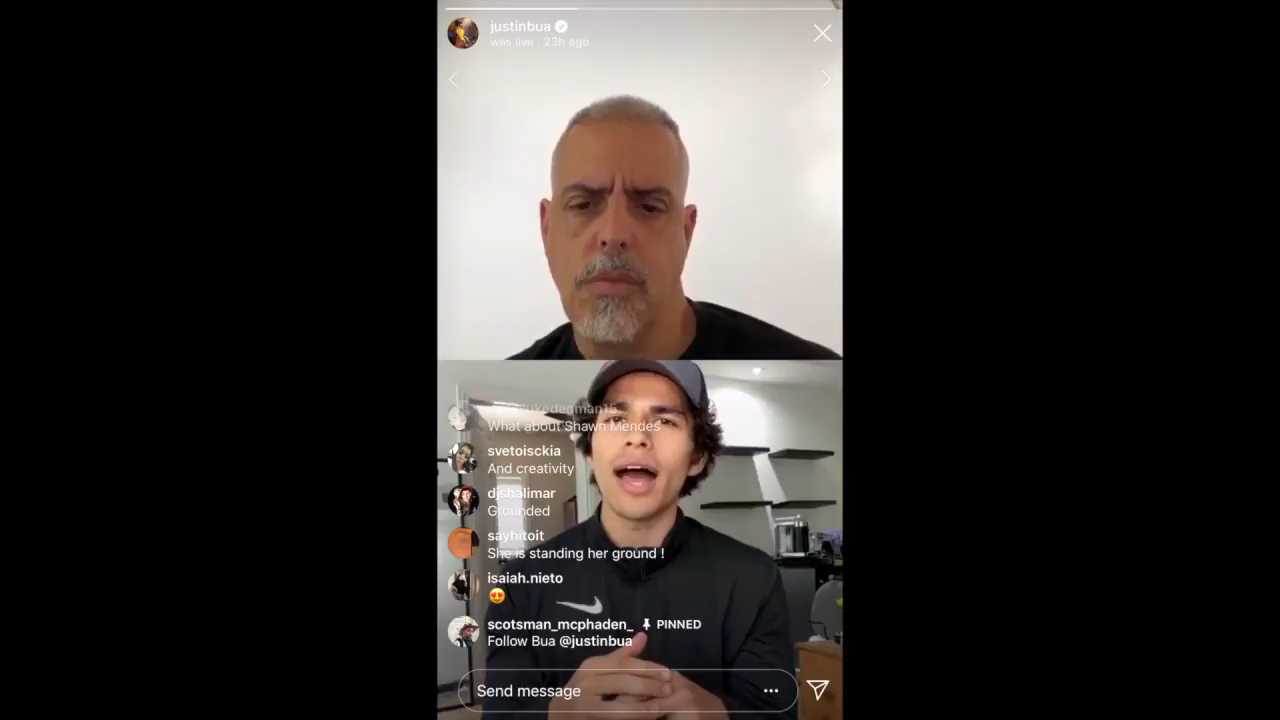 justinbua
was live · 23h ago
What about Shawn Mendes
svetoisckia
And creativity
djshalimar
Grounded
sayhitoit
She is standing her ground !
isaiah.nieto
scotsman_mcphaden_ PINNED
Follow Bua @justinbua
Send message